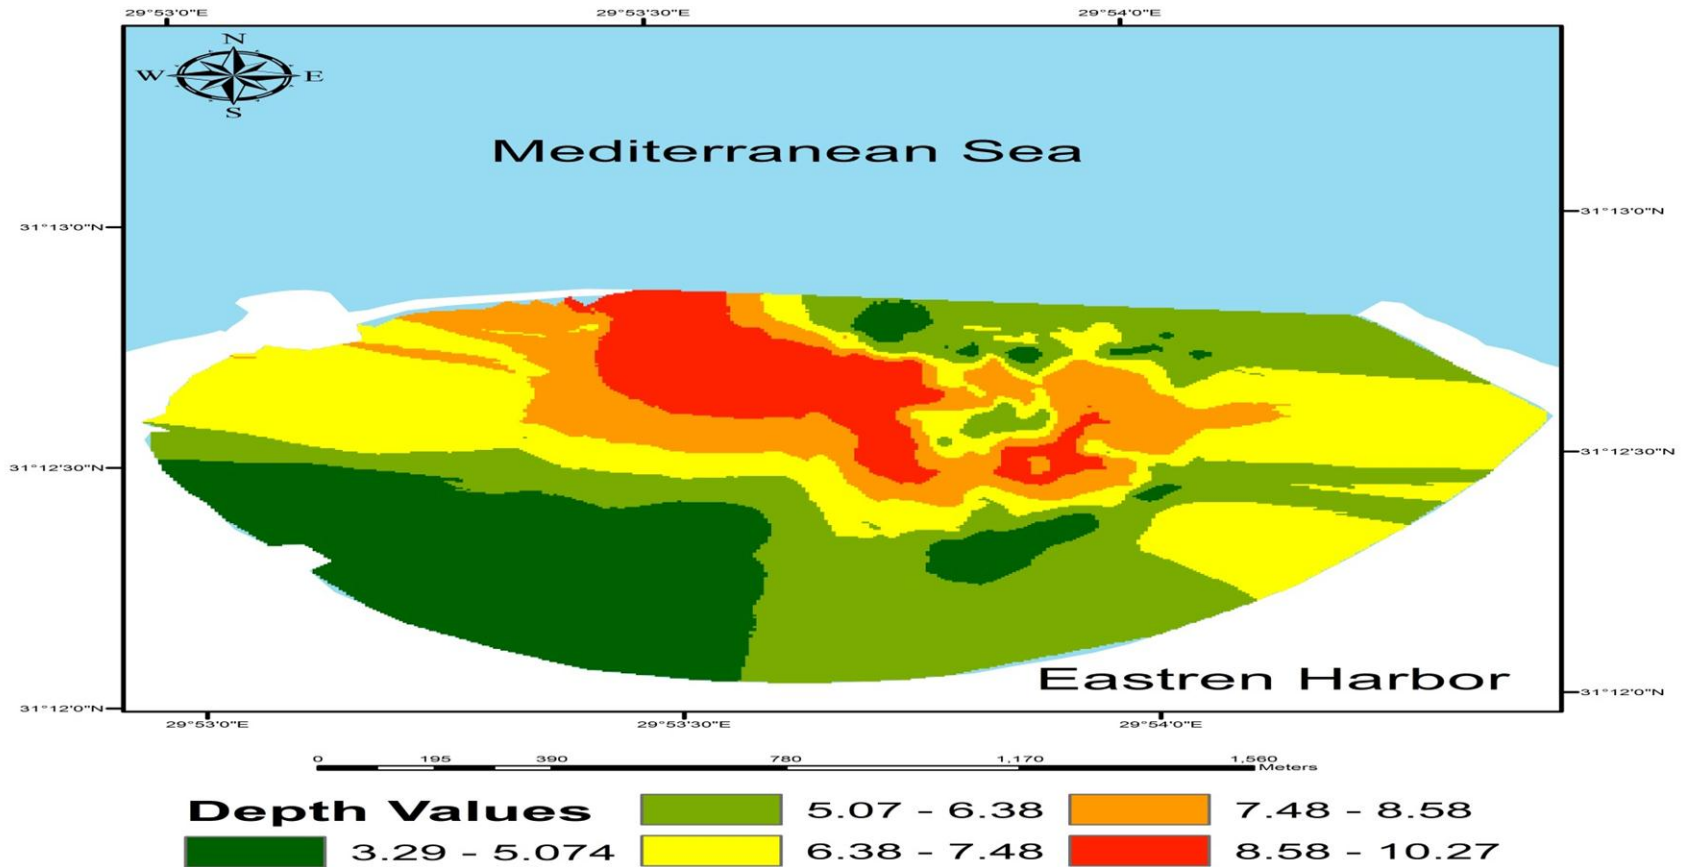 29°53'0"E 29°53'30"E 29°54'0"E
N
W E
S
Mediterranean Sea
31°13'0"N 31°13'0"N
31°12'30"N 31°12'30"N
Eastren Harbor
31°12'0"N 31°12'0"N
29°53'0"E 29°53'30"E 29°54'0"E
0 195 390 780 1,170 1,560
Meters
Depth Values 5.07 - 6.38 7.48 - 8.58
3.29 - 5.074 6.38 - 7.48 8.58 - 10.27